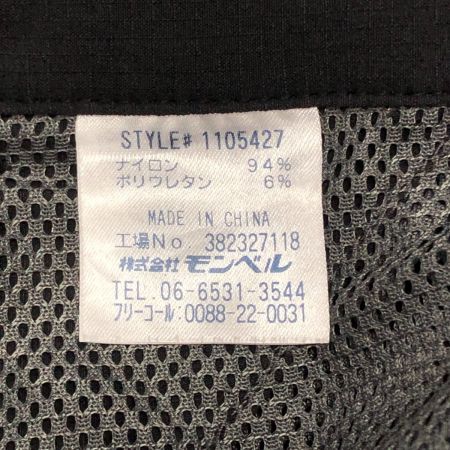 STYLE# 1105427
ナイロン 94%
ポリウレタン 6%
MADE IN CHINA
工場No. 382327118
株式会社 モンベル
TEL.06-6531-3544
フリーコール:0088-22-0031